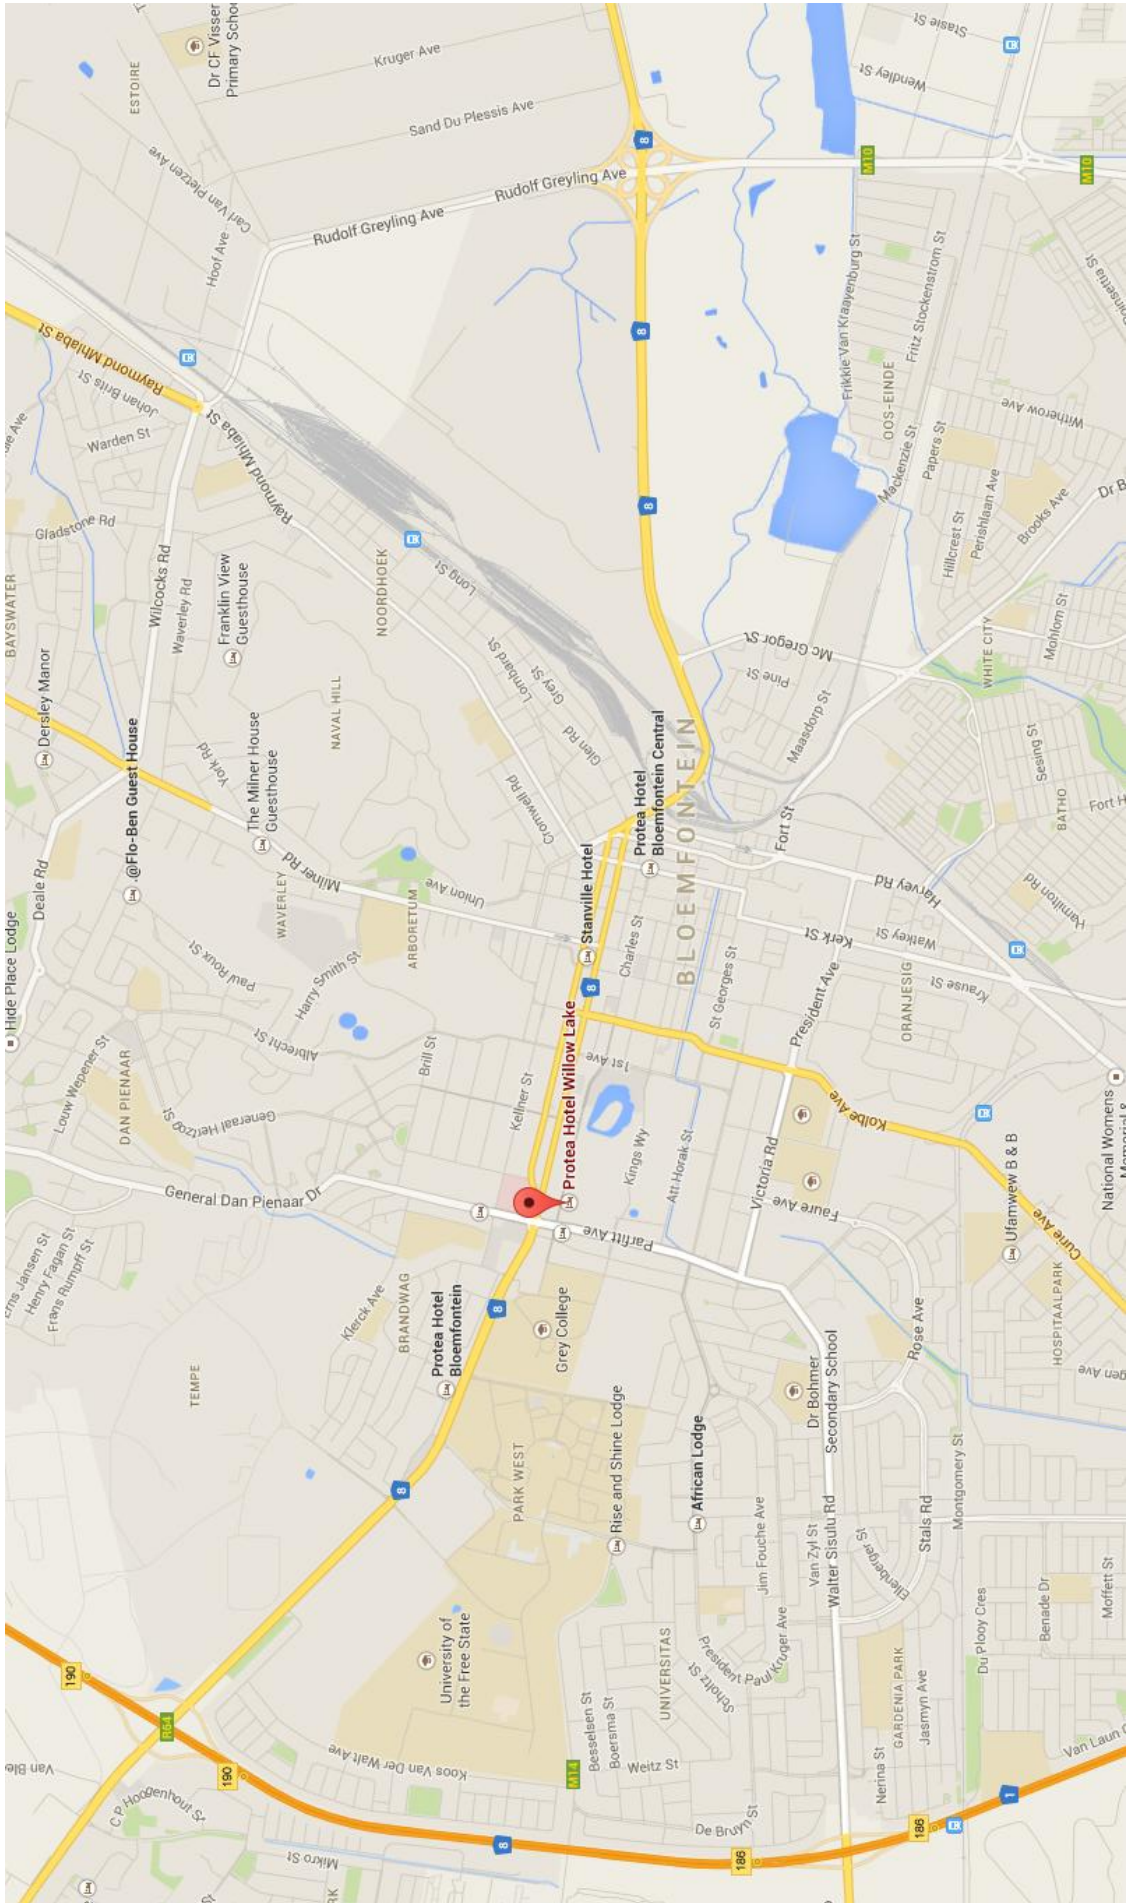 190
190
R64
Van Ble
C P Hoogenhout St
Mikro St
8
Koos Van Der Walt Ave
University of
the Free State
M14
Besselsen St
Boersma St
Weitz St
UNIVERSITAS
Scholtz St
President Paul Kruger Ave
De Bruyn St
186
186
1
Nerina St
GARDENIA PARK
Jasmyn Ave
Du Plooy Cres
Benade Dr
Moffett St
Van Laun
TEMPE
8
8
Klerck Ave
BRANDWAG
Protea Hotel
Bloemfontein
PARK WEST
Grey College
Rise and Shine Lodge
African Lodge
Jim Fouche Ave
Van Zyl St
Walter Sisulu Rd
Ellenberger St
Stals Rd
Montgomery St
Dr Bohmer
Secondary School
Rose Ave
HOSPITAALPARK
Ufamwew B & B
Curie Ave
Erns Jansen St
Henry Fagan St
Frans Rumpff St
General Dan Pienaar Dr
Louw Wepener St
DAN PIENAAR
Generaal Hertzog St
Albrecht St
Brill St
Kellner St
Protea Hotel Willow Lake
Parfitt Ave
Kings Wy
Att Horak St
Victoria Rd
Faure Ave
1st Ave
Kolbe Ave
President Ave
National Womens
Memorial &
Hide Place Lodge
Deale Rd
.@Flo-Ben Guest House
Paul Roux St
Harry Smith St
WAVERLEY
ARBORETUM
Milner Rd
Union Ave
8
Stanville Hotel
Charles St
St Georges St
BLOEMFONTEIN
Protea Hotel
Bloemfontein Central
Kerk St
Watkey St
ORANJESIG
Krause St
Harvey Rd
Hamilton Rd
Fort St
Fort H
BATHO
Sesing St
Dersley Manor
The Milner House
Guesthouse
York Rd
NAVAL HILL
Cromwell Rd
Glen Rd
Grey St
Lombard St
Maasdorp St
Pine St
Mc Gregor St
BAYSWATER
Gladstone Rd
Wilcocks Rd
Waverley Rd
Franklin View
Guesthouse
NOORDHOEK
Long St
8
WHITE CITY
Mohlom St
Hillcrest St
Perishlaan Ave
Brooks Ave
Dr B
Warden St
Johan Brits St
Raymond Mhlaba St
Raymond Mhlaba St
Raymond Mhlaba St
8
Mackenzie St
Papers St
OOS-EINDE
Witherow Ave
Frikkie Van Kraayenburg St
Fritz Stockenstrom St
Poinsettia St
Hoof Ave
Carl Van Pletzen Ave
ESTOIRE
Dr CF Visser
Primary School
Rudolf Greyling Ave
Rudolf Greyling Ave
Kruger Ave
Sand Du Plessis Ave
8
M10
M10
Wendley St
Stasie St